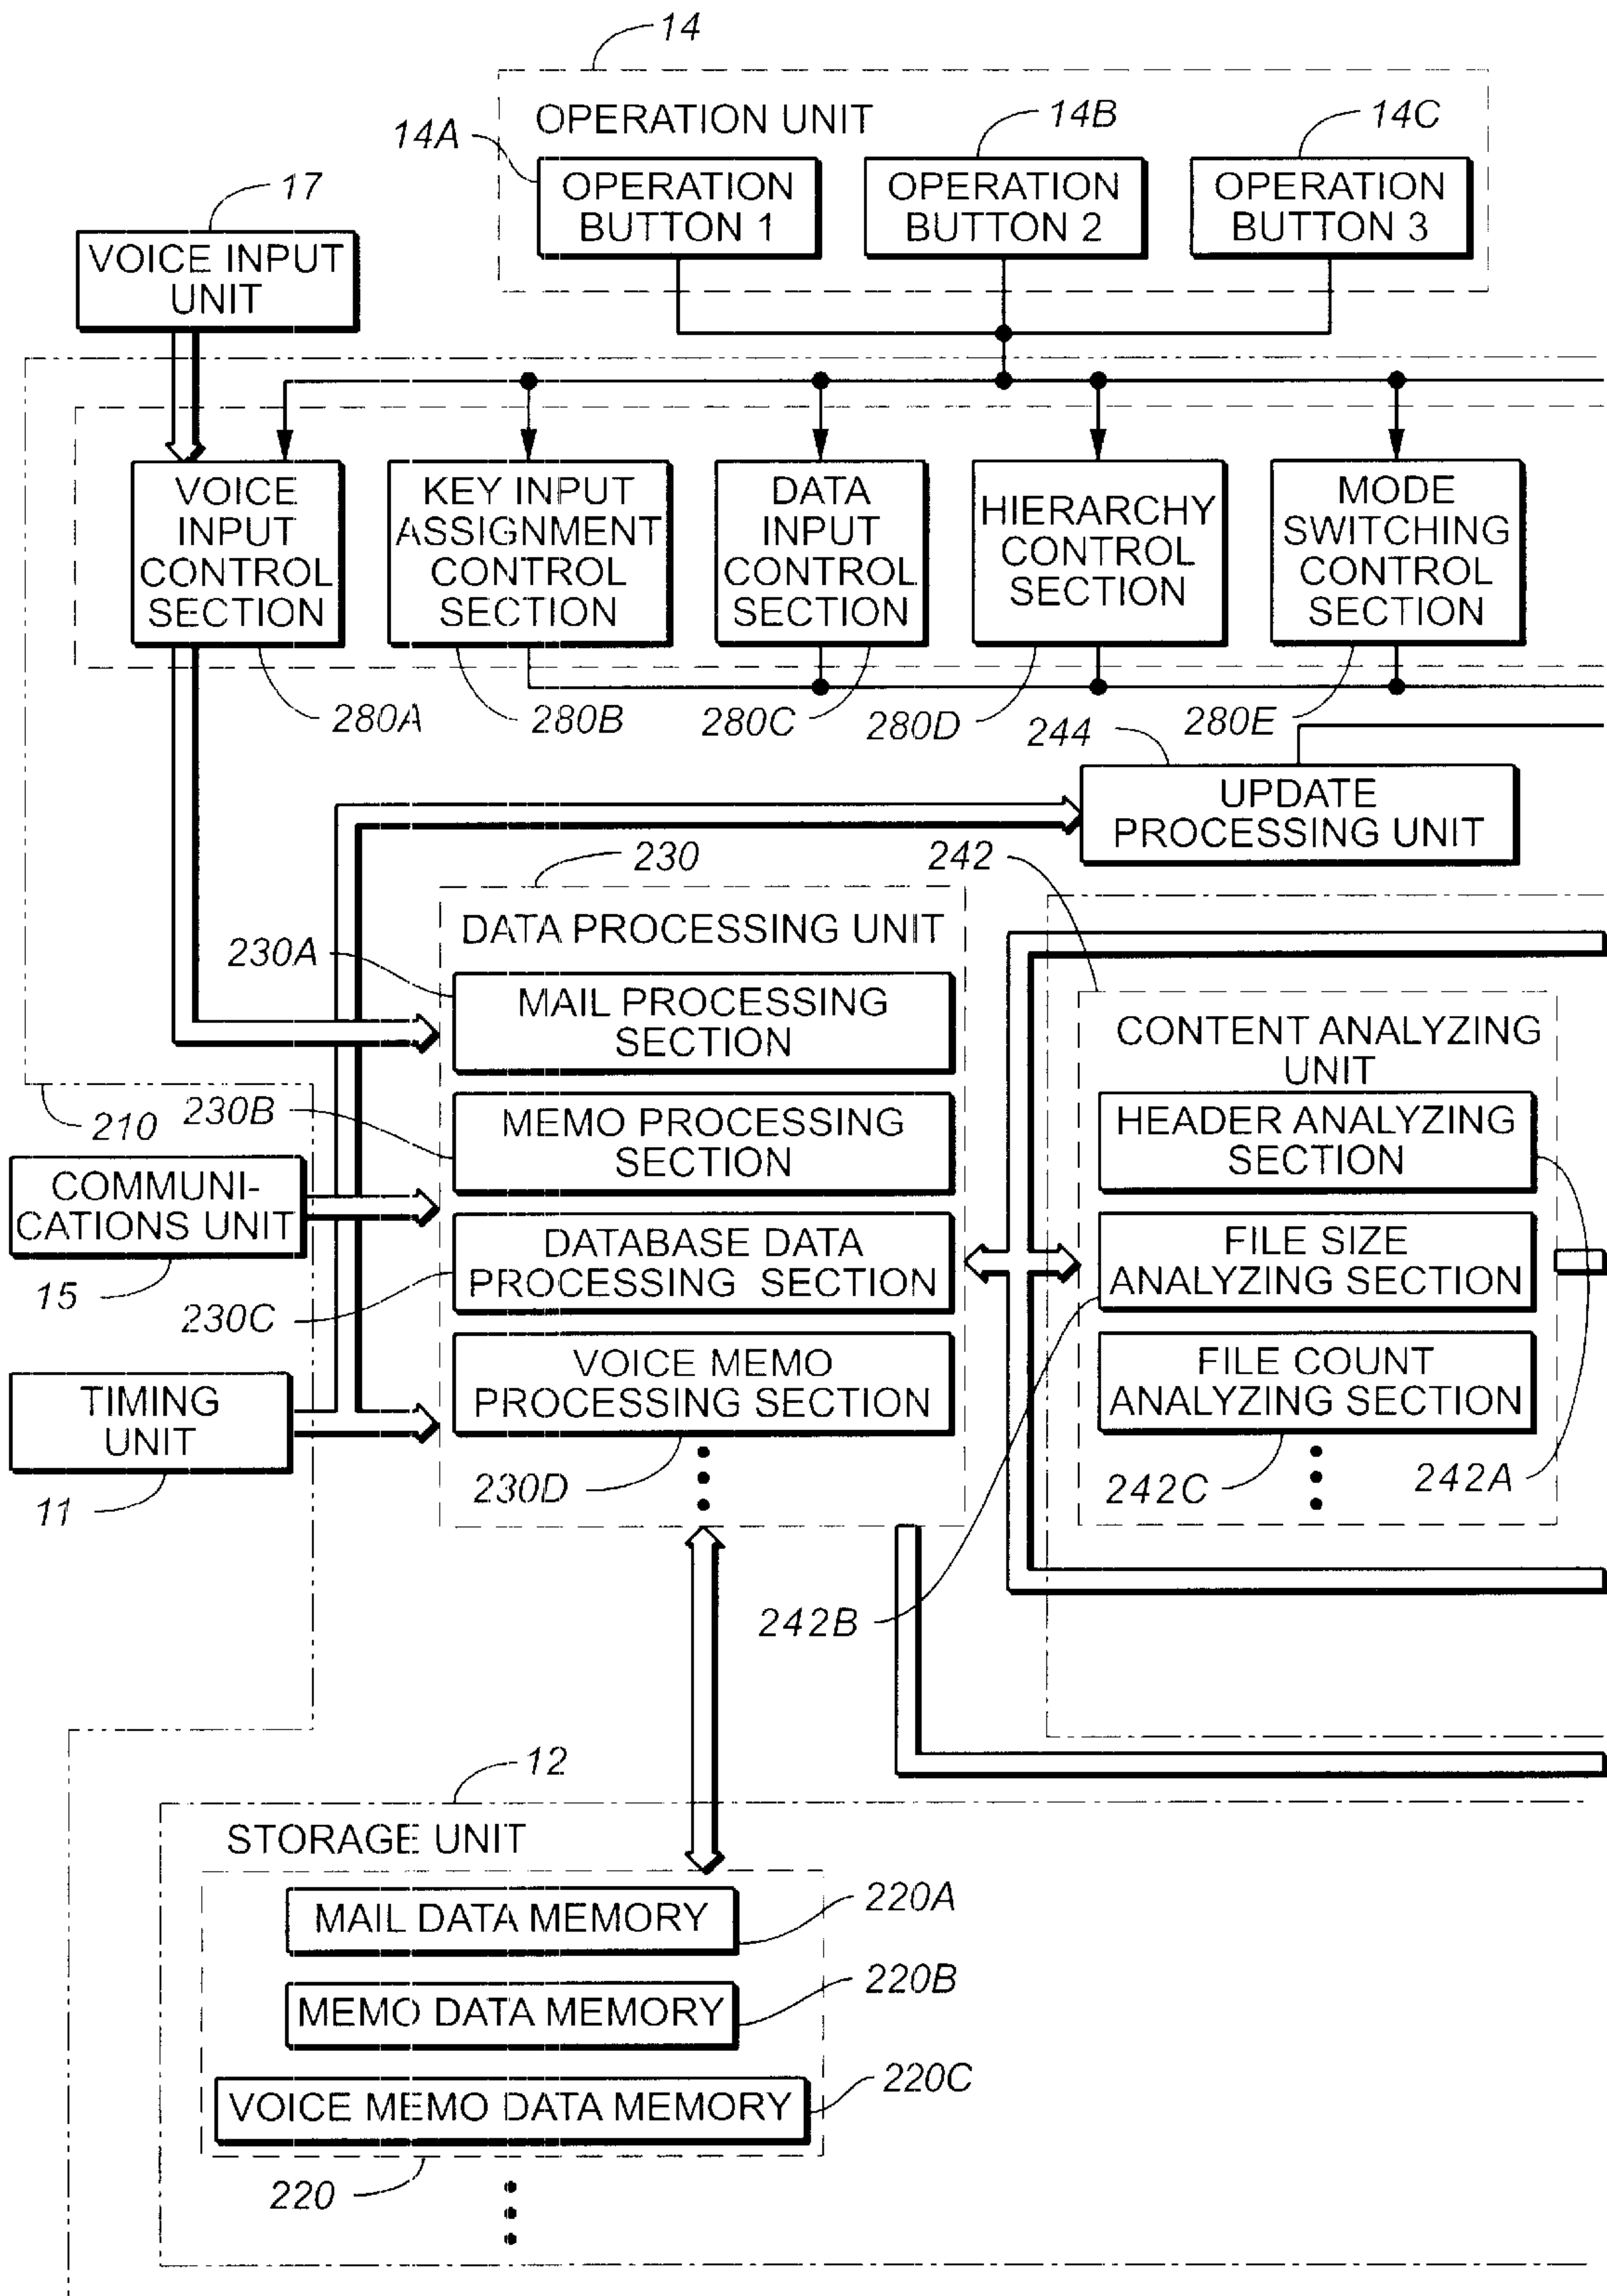 14
OPERATION UNIT
14A
14B
14C
OPERATION
BUTTON 1
OPERATION
BUTTON 2
OPERATION
BUTTON 3
17
VOICE INPUT
UNIT
VOICE
INPUT
CONTROL
SECTION
KEY INPUT
ASSIGNMENT
CONTROL
SECTION
DATA
INPUT
CONTROL
SECTION
HIERARCHY
CONTROL
SECTION
MODE
SWITCHING
CONTROL
SECTION
280A
280B
280C
280D
280E
244
UPDATE
PROCESSING UNIT
230
242
DATA PROCESSING UNIT
230A
MAIL PROCESSING
SECTION
CONTENT ANALYZING
UNIT
210
230B
MEMO PROCESSING
SECTION
HEADER ANALYZING
SECTION
COMMUNI-
CATIONS UNIT
15
230C
DATABASE DATA
PROCESSING SECTION
FILE SIZE
ANALYZING SECTION
VOICE MEMO
PROCESSING SECTION
FILE COUNT
ANALYZING SECTION
TIMING
UNIT
11
230D
242C
242A
242B
12
STORAGE UNIT
MAIL DATA MEMORY
220A
MEMO DATA MEMORY
220B
VOICE MEMO DATA MEMORY
220C
220